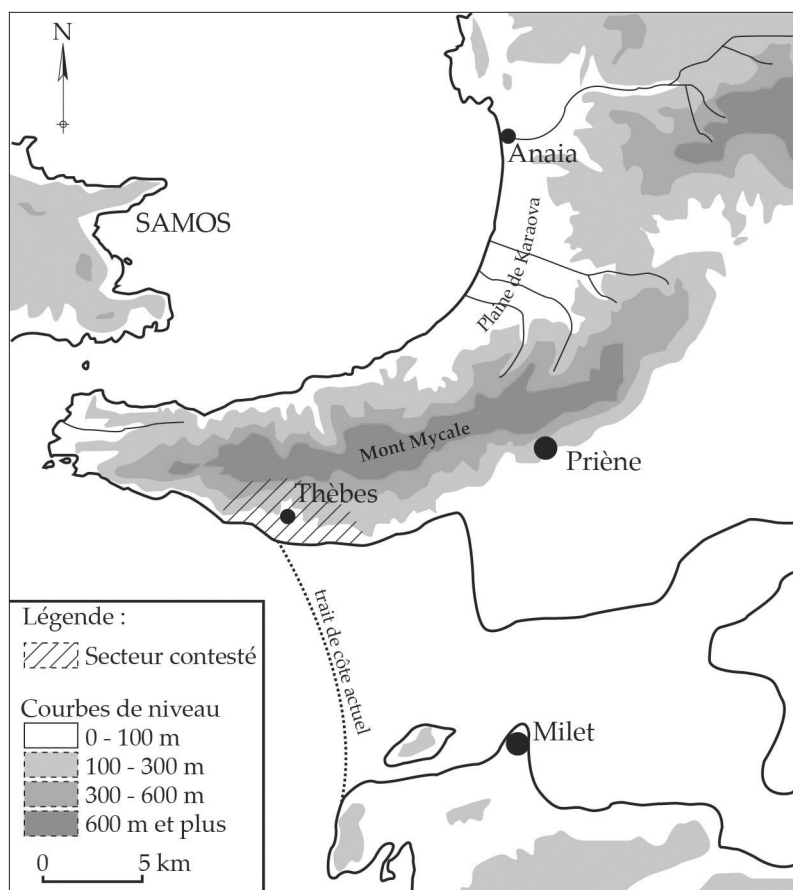 N
Anaia
SAMOS
Plaine de Karaova
Mont Mycale
Priène
Thèbes
trait de côte actuel
Milet
Légende :
Secteur contesté
Courbes de niveau
0 - 100 m
100 - 300 m
300 - 600 m
600 m et plus
0 5 km